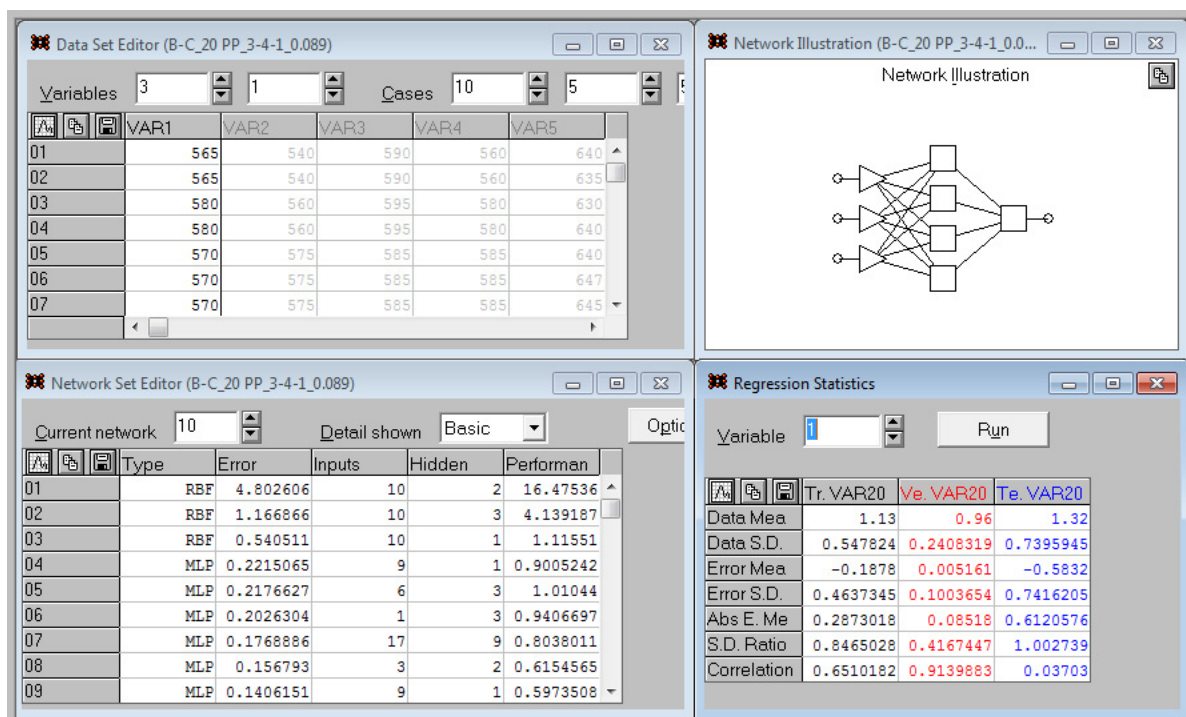 Data Set Editor (B-C_20 PP_3-4-1_0.089)
Variables 3 1 Cases 10 5
VAR1 VAR2 VAR3 VAR4 VAR5
01 565 540 590 560 640
02 565 540 590 560 635
03 580 560 595 580 630
04 580 560 595 580 640
05 570 575 585 585 640
06 570 575 585 585 647
07 570 575 585 585 645
Network Illustration (B-C_20 PP_3-4-1_0.0...
Network Illustration
Network Set Editor (B-C_20 PP_3-4-1_0.089)
Current network 10 Detail shown Basic Optic
Type Error Inputs Hidden Performan
01 RBF 4.802606 10 2 16.47536
02 RBF 1.166866 10 3 4.139187
03 RBF 0.540511 10 1 1.11551
04 MLP 0.2215065 9 1 0.9005242
05 MLP 0.2176627 6 3 1.01044
06 MLP 0.2026304 1 3 0.9406697
07 MLP 0.1768886 17 9 0.8038011
08 MLP 0.156793 3 2 0.6154565
09 MLP 0.1406151 9 1 0.5973508
Regression Statistics
Variable 1 Run
Tr. VAR20 Ve. VAR20 Te. VAR20
Data Mea 1.13 0.96 1.32
Data S.D. 0.547824 0.2408319 0.7395945
Error Mea -0.1878 0.005161 -0.5832
Error S.D. 0.4637345 0.1003654 0.7416205
Abs E. Me 0.2873018 0.08518 0.6120576
S.D. Ratio 0.8465028 0.4167447 1.002739
Correlation 0.6510182 0.9139883 0.03703